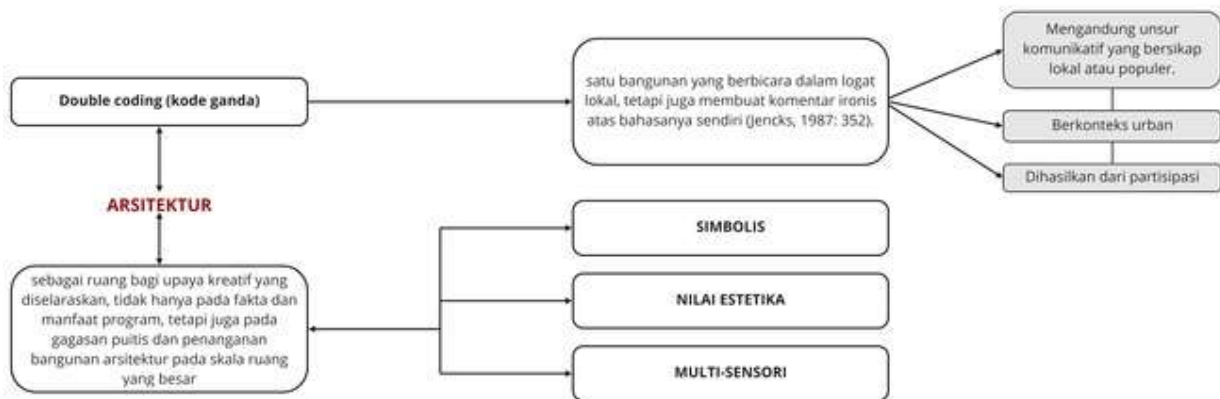 Double coding (kode ganda)
satu bangunan yang berbicara dalam logat
lokal, tetapi juga membuat komentar ironis
atas bahasanya sendiri (Jencks, 1987: 352).
Mengandung unsur
komunikatif yang bersikap
lokal atau populer.
Berkonteks urban
Dihasilkan dari partisipasi
ARSITEKTUR
sebagai ruang bagi upaya kreatif yang
diselaraskan, tidak hanya pada fakta dan
manfaat program, tetapi juga pada
gagasan puitis dan penanganan
bangunan arsitektur pada skala ruang
yang besar
SIMBOLIS
NILAI ESTETIKA
MULTI-SENSORI